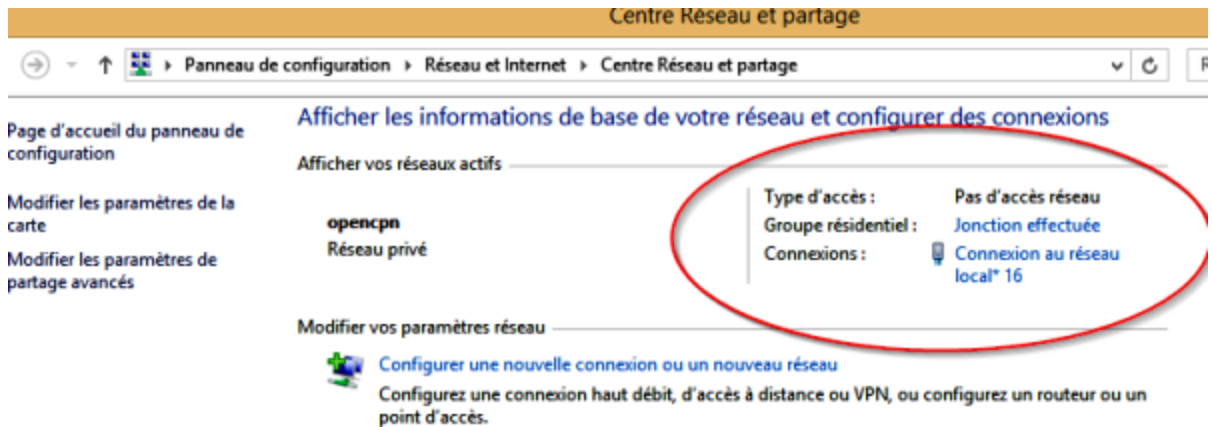 Centre Réseau et partage
Panneau de configuration Réseau et Internet Centre Réseau et partage
R
Page d'accueil du panneau de
configuration
Modifier les paramètres de la
carte
Modifier les paramètres de
partage avancés
Afficher les informations de base de votre réseau et configurer des connexions
Afficher vos réseaux actifs
opencpn
Réseau privé
Type d'accès : Pas d'accès réseau
Groupe résidentiel : Jonction effectuée
Connexions : Connexion au réseau
local* 16
Modifier vos paramètres réseau
Configurer une nouvelle connexion ou un nouveau réseau
Configurez une connexion haut débit, d'accès à distance ou VPN, ou configurez un routeur ou un
point d'accès.